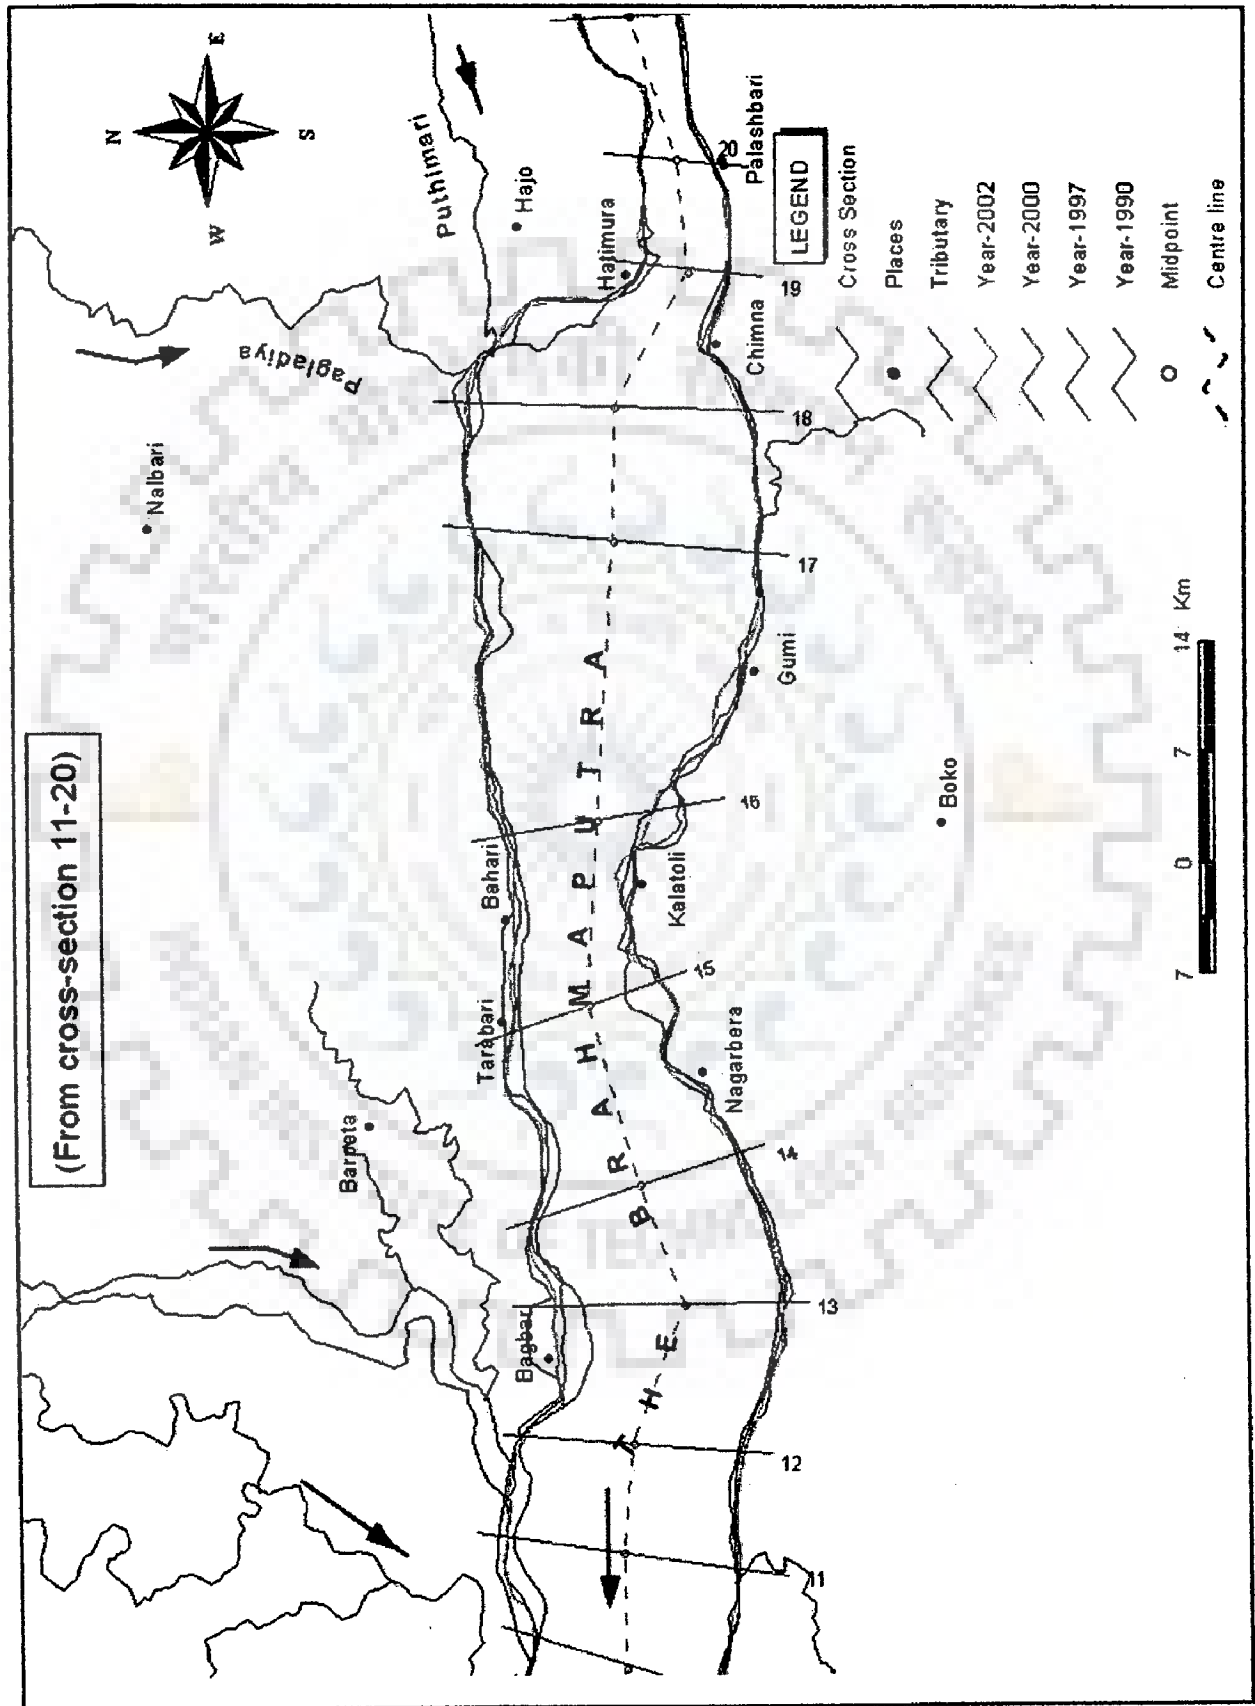 (From cross-section 11-20)
N
E
W
S
Puthimari
Hajo
Pagladiya
Nalbari
Hatimura
20
Palashbari
19
Chimna
18
17
Gumi
16
Bahari
Kalatoli
Boko
15
Tarabari
Nagarbera
Barpeta
14
13
Bagbar
12
11
THE BRAHMAPUTRA
LEGEND
Cross Section
Places
Tributary
Year-2002
Year-2000
Year-1997
Year-1990
Midpoint
Centre line
7 0 7 14 Km